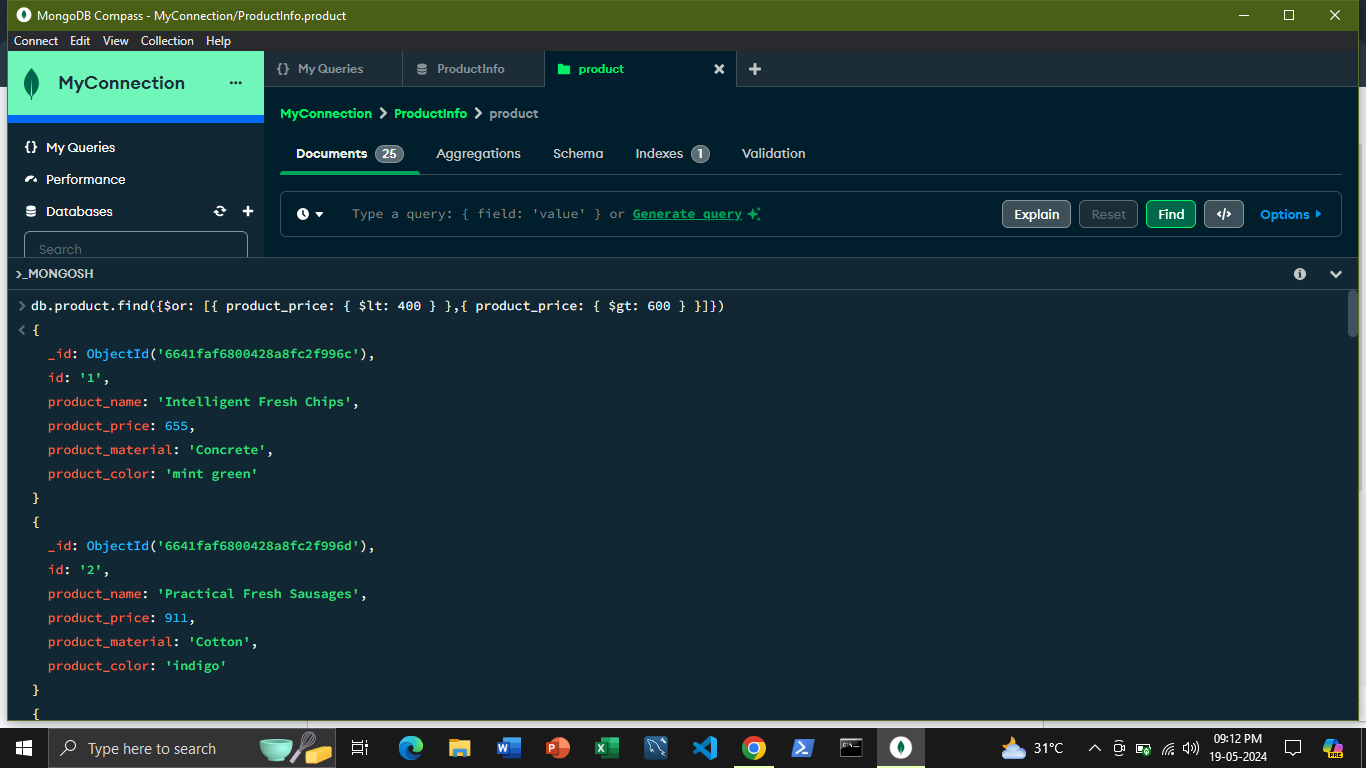 MongoDB Compass - MyConnection/ProductInfo.product
Connect Edit View Collection Help
MyConnection ...
{} My Queries
ProductInfo
product
MyConnection > ProductInfo > product
My Queries
Performance
Databases
Search
Documents 25 Aggregations Schema Indexes 1 Validation
Type a query: { field: 'value' } or Generate query
Explain Reset Find </> Options
>_MONGOSH
> db.product.find({$or: [{ product_price: { $lt: 400 } },{ product_price: { $gt: 600 } }]})
< {
_id: ObjectId('6641faf6800428a8fc2f996c'),
id: '1',
product_name: 'Intelligent Fresh Chips',
product_price: 655,
product_material: 'Concrete',
product_color: 'mint green'
}
{
_id: ObjectId('6641faf6800428a8fc2f996d'),
id: '2',
product_name: 'Practical Fresh Sausages',
product_price: 911,
product_material: 'Cotton',
product_color: 'indigo'
}
{
Type here to search
31°C
09:12 PM
19-05-2024
PRE